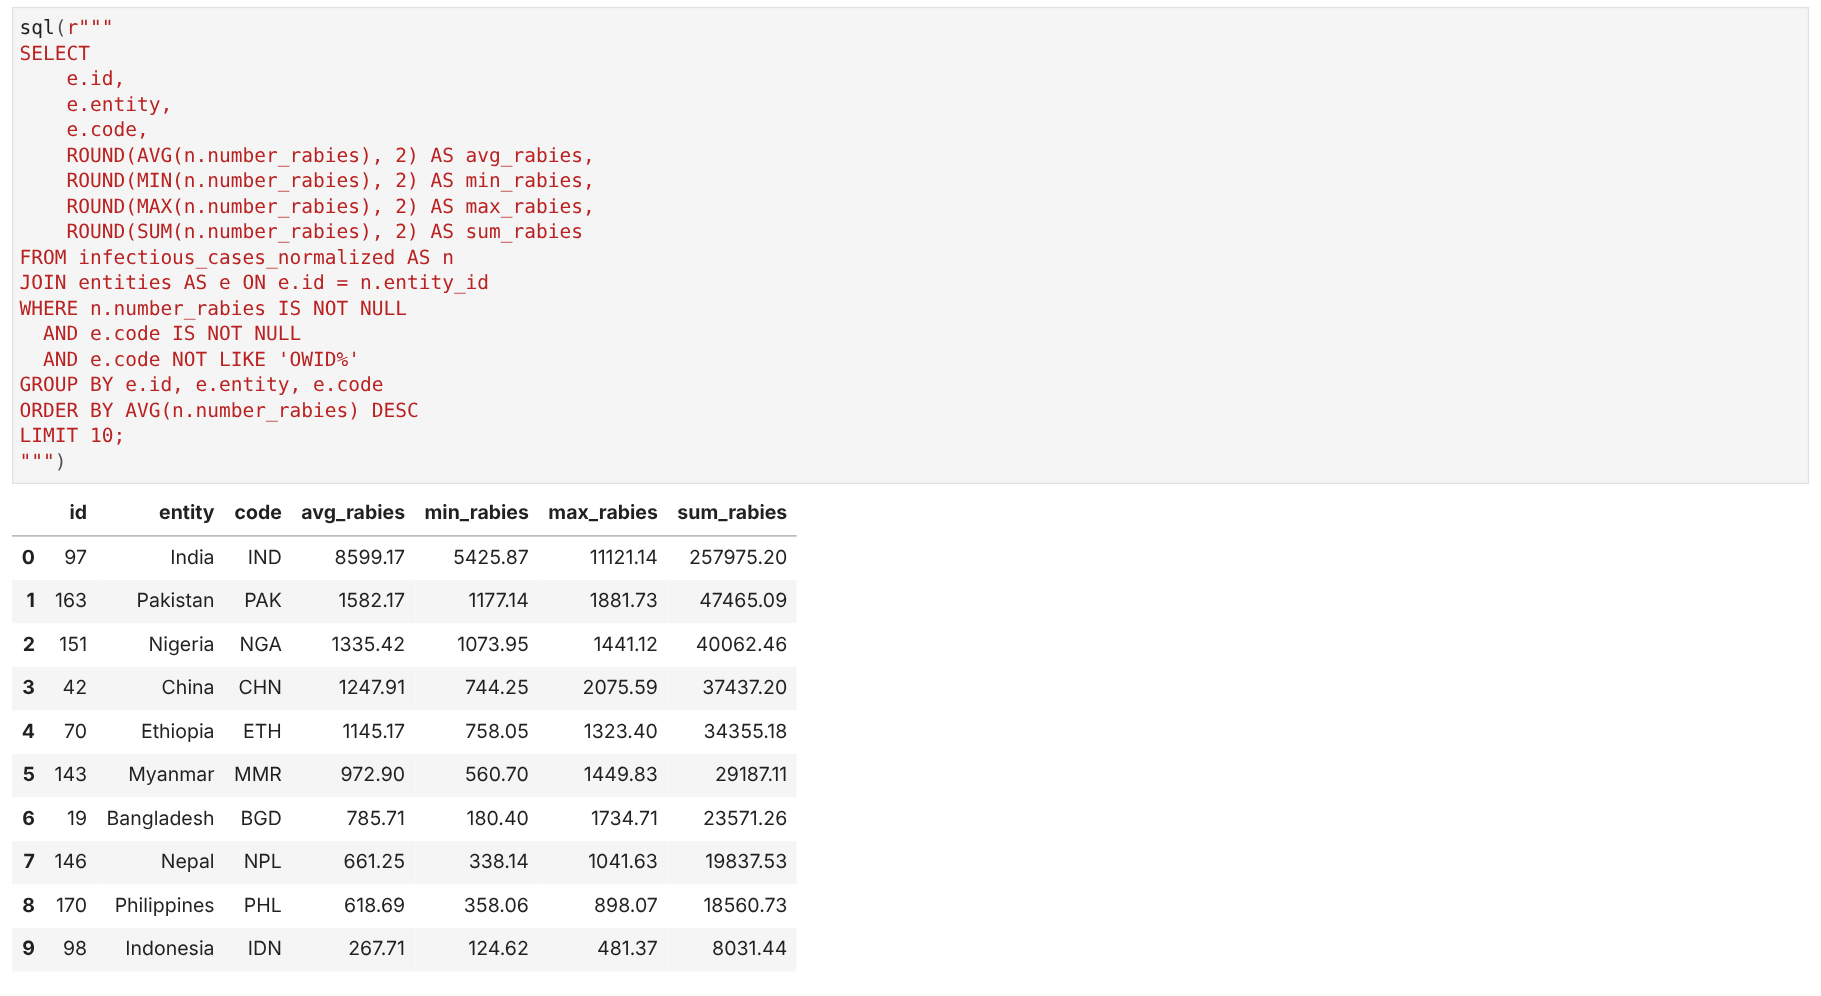 sql(r"""
SELECT
    e.id,
    e.entity,
    e.code,
    ROUND(AVG(n.number_rabies), 2) AS avg_rabies,
    ROUND(MIN(n.number_rabies), 2) AS min_rabies,
    ROUND(MAX(n.number_rabies), 2) AS max_rabies,
    ROUND(SUM(n.number_rabies), 2) AS sum_rabies
FROM infectious_cases_normalized AS n
JOIN entities AS e ON e.id = n.entity_id
WHERE n.number_rabies IS NOT NULL
  AND e.code IS NOT NULL
  AND e.code NOT LIKE 'OWID%'
GROUP BY e.id, e.entity, e.code
ORDER BY AVG(n.number_rabies) DESC
LIMIT 10;
""")
id entity code avg_rabies min_rabies max_rabies sum_rabies
0 97 India IND 8599.17 5425.87 11121.14 257975.20
1 163 Pakistan PAK 1582.17 1177.14 1881.73 47465.09
2 151 Nigeria NGA 1335.42 1073.95 1441.12 40062.46
3 42 China CHN 1247.91 744.25 2075.59 37437.20
4 70 Ethiopia ETH 1145.17 758.05 1323.40 34355.18
5 143 Myanmar MMR 972.90 560.70 1449.83 29187.11
6 19 Bangladesh BGD 785.71 180.40 1734.71 23571.26
7 146 Nepal NPL 661.25 338.14 1041.63 19837.53
8 170 Philippines PHL 618.69 358.06 898.07 18560.73
9 98 Indonesia IDN 267.71 124.62 481.37 8031.44